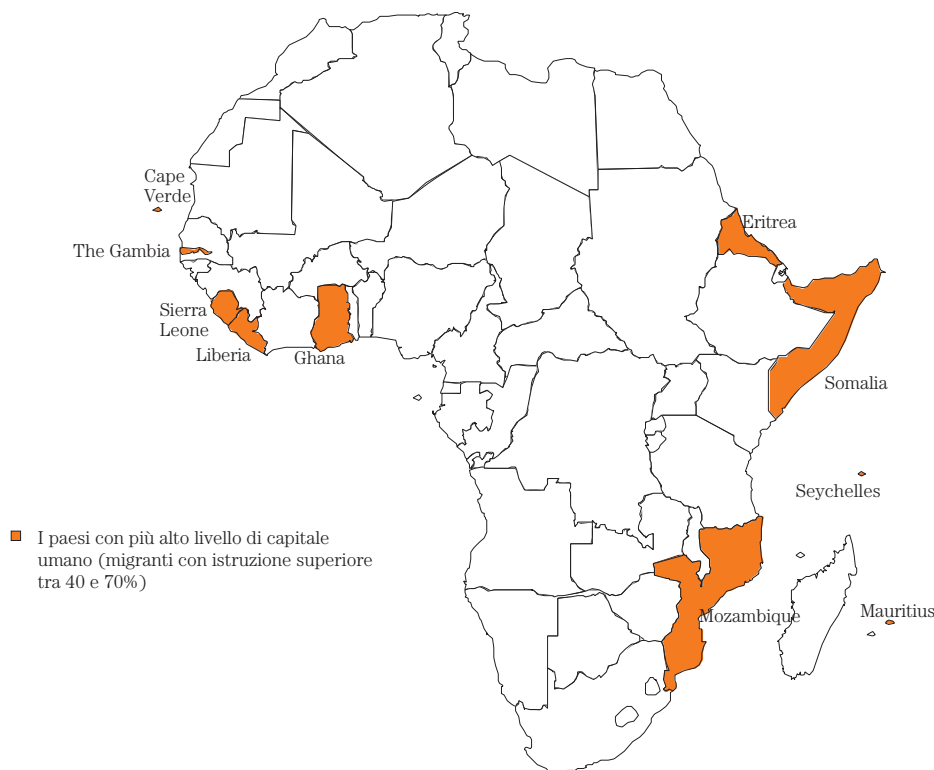 Cape
Verde
Eritrea
The Gambia
Sierra
Leone
Liberia
Ghana
Somalia
Seychelles
I paesi con più alto livello di capitale
umano (migranti con istruzione superiore
tra 40 e 70%)
Mozambique
Mauritius